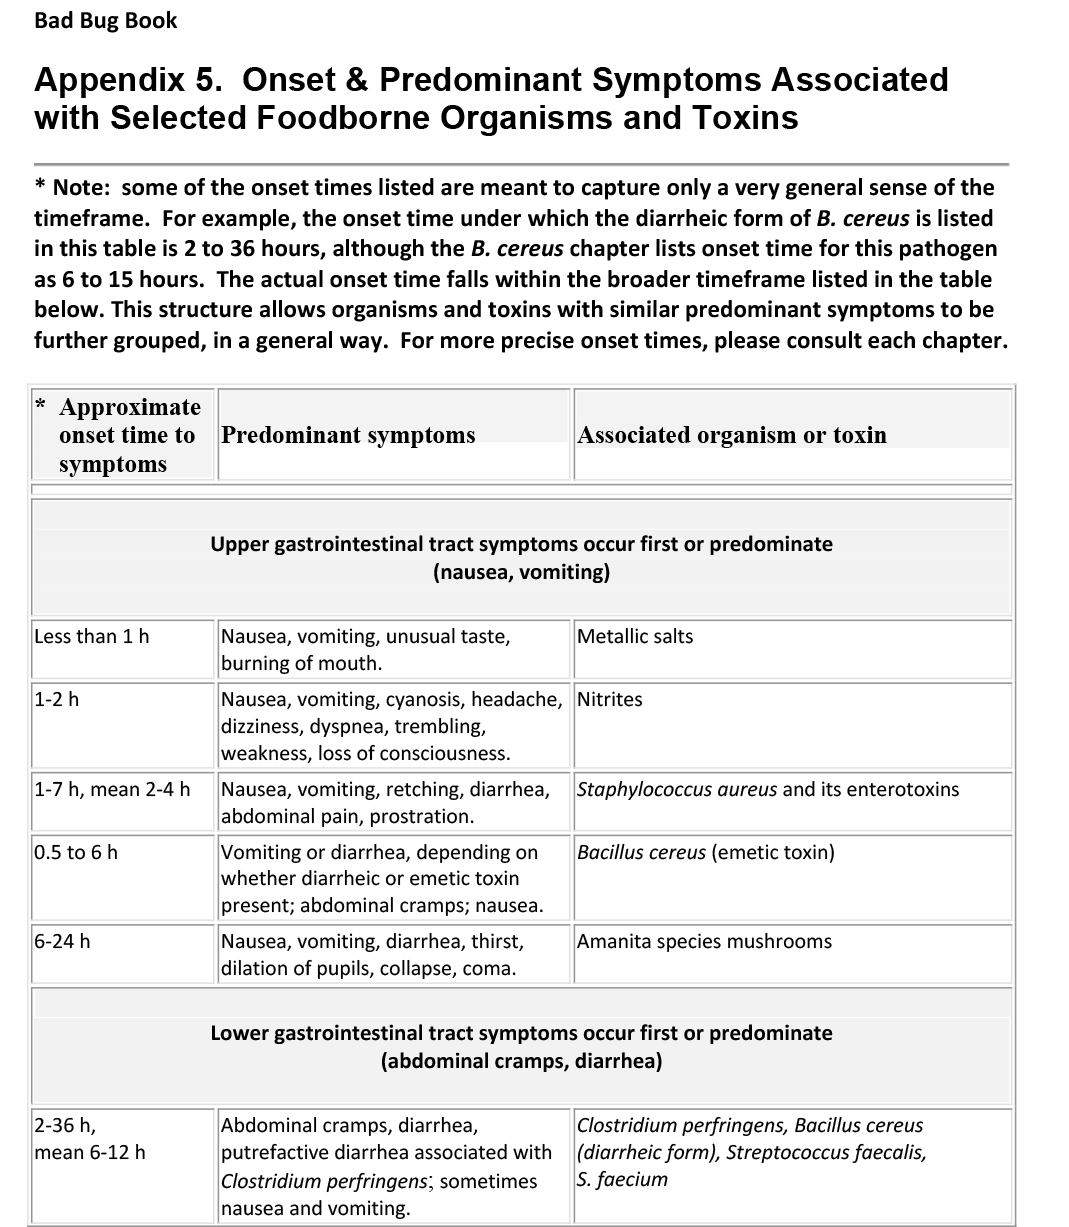 Bad Bug Book
Appendix 5.  Onset & Predominant Symptoms Associated
with Selected Foodborne Organisms and Toxins
* Note:  some of the onset times listed are meant to capture only a very general sense of the
timeframe.  For example, the onset time under which the diarrheic form of B. cereus is listed
in this table is 2 to 36 hours, although the B. cereus chapter lists onset time for this pathogen
as 6 to 15 hours.  The actual onset time falls within the broader timeframe listed in the table
below. This structure allows organisms and toxins with similar predominant symptoms to be
further grouped, in a general way.  For more precise onset times, please consult each chapter.
* Approximate
onset time to
symptoms
Predominant symptoms
Associated organism or toxin
Upper gastrointestinal tract symptoms occur first or predominate
(nausea, vomiting)
Less than 1 h
Nausea, vomiting, unusual taste,
burning of mouth.
Metallic salts
1-2 h
Nausea, vomiting, cyanosis, headache,
dizziness, dyspnea, trembling,
weakness, loss of consciousness.
Nitrites
1-7 h, mean 2-4 h
Nausea, vomiting, retching, diarrhea,
abdominal pain, prostration.
Staphylococcus aureus and its enterotoxins
0.5 to 6 h
Vomiting or diarrhea, depending on
whether diarrheic or emetic toxin
present; abdominal cramps; nausea.
Bacillus cereus (emetic toxin)
6-24 h
Nausea, vomiting, diarrhea, thirst,
dilation of pupils, collapse, coma.
Amanita species mushrooms
Lower gastrointestinal tract symptoms occur first or predominate
(abdominal cramps, diarrhea)
2-36 h,
mean 6-12 h
Abdominal cramps, diarrhea,
putrefactive diarrhea associated with
Clostridium perfringens; sometimes
nausea and vomiting.
Clostridium perfringens, Bacillus cereus
(diarrheic form), Streptococcus faecalis,
S. faecium